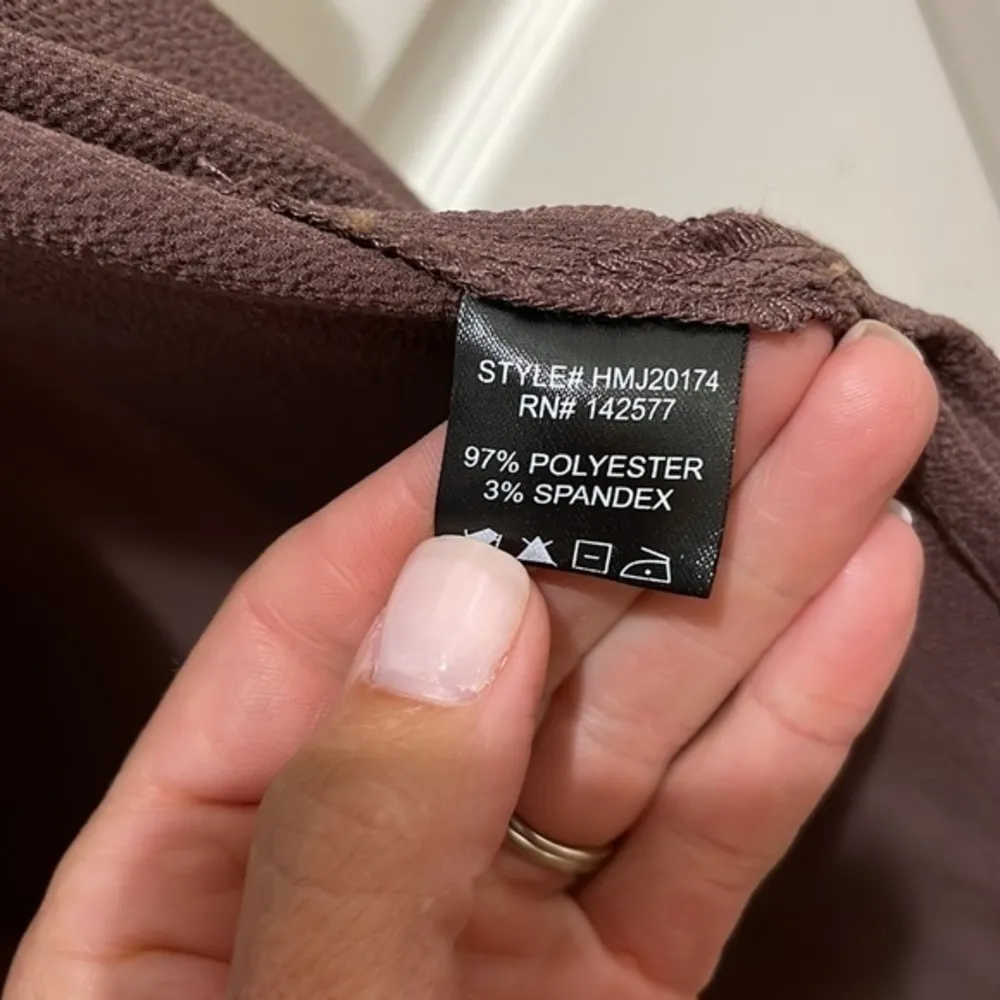 STYLE# HMJ20174
RN# 142577
97% POLYESTER
3% SPANDEX